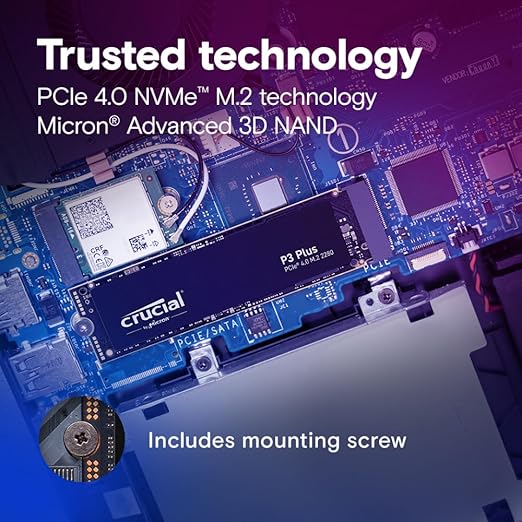 Trusted technology
PCIe 4.0 NVMe™ M.2 technology
Micron® Advanced 3D NAND
P3 Plus
PCIe® 4.0 M.2 2280
crucial
by Micron
PCIE/SATA
PCIE
Includes mounting screw